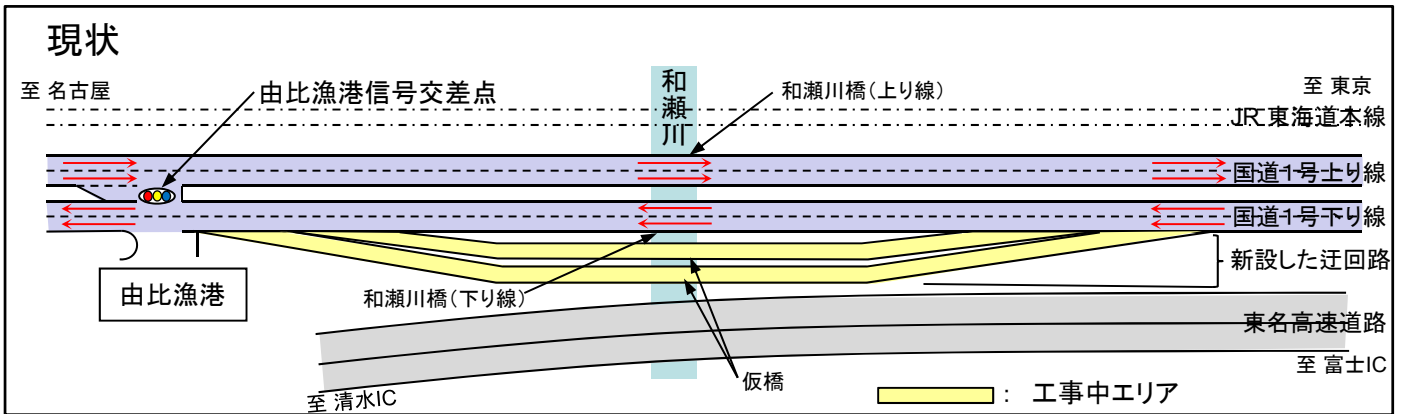 現状
至 名古屋
由比漁港信号交差点
和瀬川
和瀬川橋(上り線)
至 東京
JR 東海道本線
国道1号上り線
国道1号下り線
新設した迂回路
由比漁港
和瀬川橋(下り線)
東名高速道路
仮橋
至 富士IC
至 清水IC
: 工事中エリア